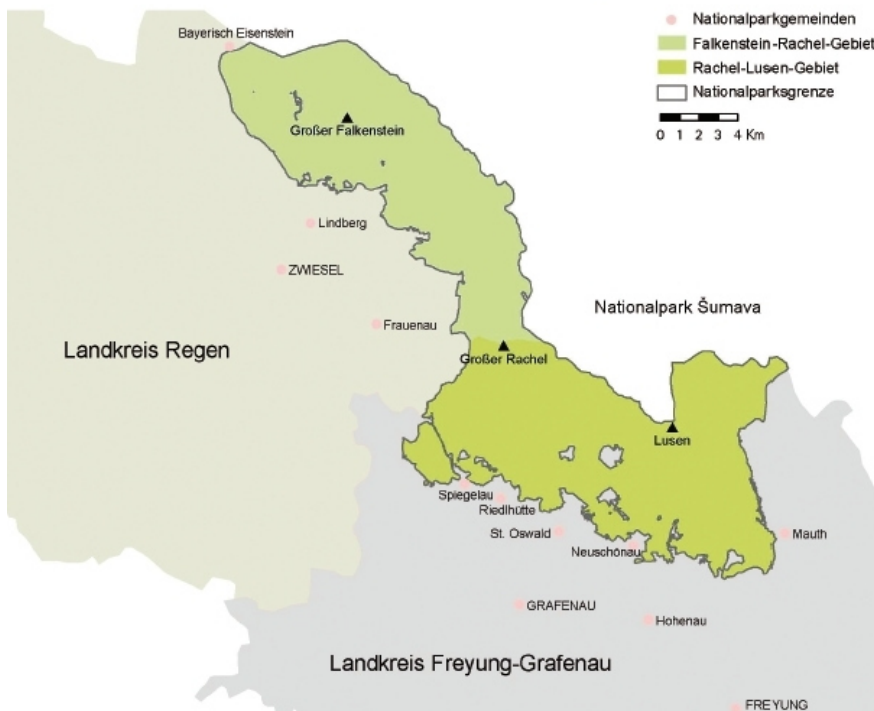 Nationalparkgemeinden
Bayerisch Eisenstein
Falkenstein-Rachel-Gebiet
Rachel-Lusen-Gebiet
Nationalparksgrenze
0 1 2 3 4 Km
Großer Falkenstein
Lindberg
ZWIESEL
Nationalpark Šumava
Frauenau
Landkreis Regen
Großer Rachel
Lusen
Spiegelau
Riedlhütte
St. Oswald
Mauth
Neuschönau
GRAFENAU
Hohenau
Landkreis Freyung-Grafenau
FREYUNG